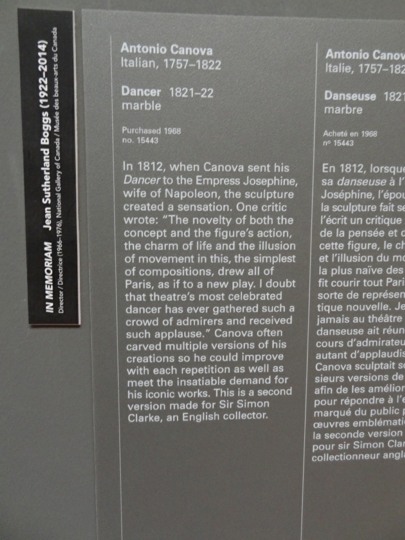 IN MEMORIAM Jean Sutherland Boggs (1922–2014)
Director / Directrice (1966–1976), National Gallery of Canada / Musée des beaux-arts du Canada
Antonio Canova
Italian, 1757–1822
Dancer 1821–22
marble
Purchased 1968
no. 15443
In 1812, when Canova sent his
Dancer to the Empress Josephine,
wife of Napoleon, the sculpture
created a sensation. One critic
wrote: “The novelty of both the
concept and the figure’s action,
the charm of life and the illusion
of movement in this, the simplest
of compositions, drew all of
Paris, as if to a new play. I doubt
that theatre’s most celebrated
dancer has ever gathered such a
crowd of admirers and received
such applause.” Canova often
carved multiple versions of his
creations so he could improve
with each repetition as well as
meet the insatiable demand for
his iconic works. This is a second
version made for Sir Simon
Clarke, an English collector.
Antonio Canov
Italie, 1757–182
Danseuse 1821
marbre
Acheté en 1968
nº 15443
En 1812, lorsque
sa danseuse à l’
Joséphine, l’épou
la sculpture fait se
l’écrit un critique
de la pensée et d
cette figure, le ch
et l’illusion du mo
la plus naïve des
fit courir tout Pari
sorte de représen
tique nouvelle. Je
jamais au théâtre
danseuse ait réun
cours d’admirateu
autant d’applaudis
Canova sculptait so
sieurs versions de
afin de les amélior
pour répondre à l’e
marqué du public p
œuvres emblémati
la seconde version
pour sir Simon Clar
collectionneur angl